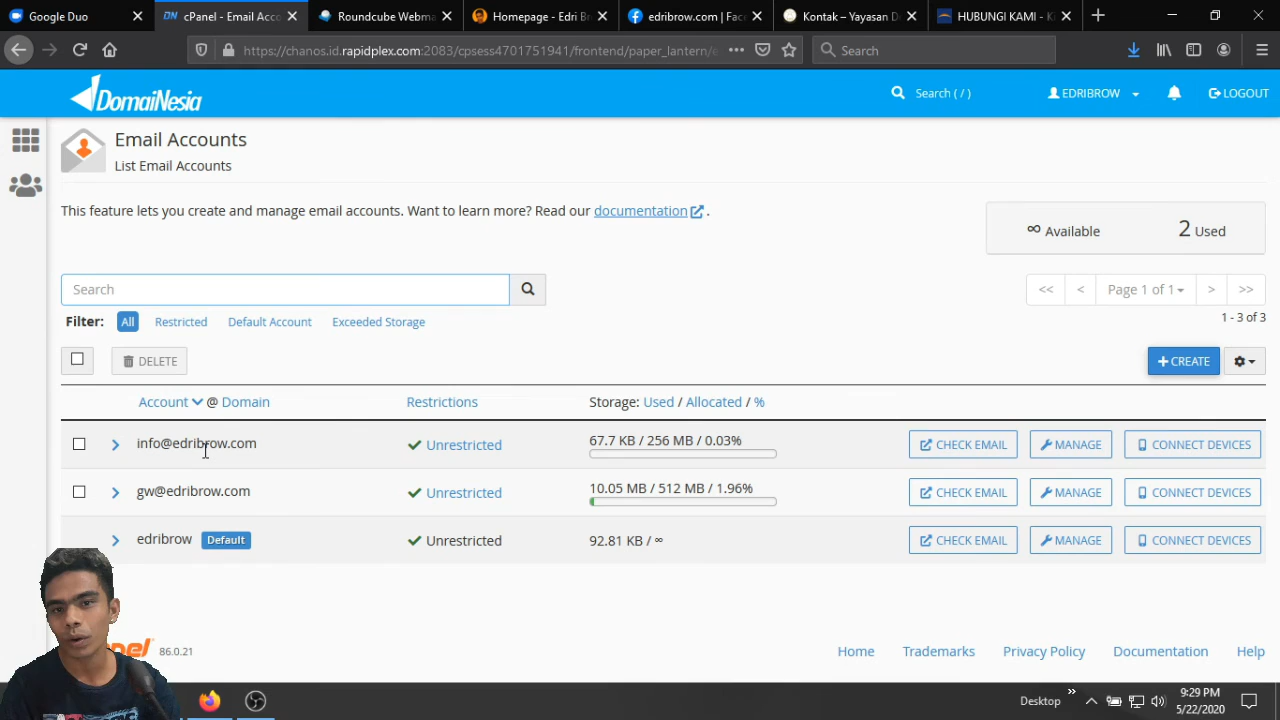 Google Duo
DN cPanel - Email Acco
Roundcube Webma
Homepage - Edri B
edribrow.com | Fac
Kontak – Yayasan D
HUBUNGI KAMI - K
https://chanos.id.rapidplex.com:2083/cpsess4701751941/frontend/paper_lantern/e
Search
DomaiNesia
Search ( / )
EDRIBROW
LOGOUT
Email Accounts
List Email Accounts
This feature lets you create and manage email accounts. Want to learn more? Read our documentation .
∞ Available
2 Used
Search
<< < Page 1 of 1 > >>
Filter: All Restricted Default Account Exceeded Storage
1 - 3 of 3
DELETE
+CREATE
Account @ Domain
Restrictions
Storage: Used / Allocated / %
info@edribrow.com
Unrestricted
67.7 KB / 256 MB / 0.03%
CHECK EMAIL
MANAGE
CONNECT DEVICES
gw@edribrow.com
Unrestricted
10.05 MB / 512 MB / 1.96%
CHECK EMAIL
MANAGE
CONNECT DEVICES
edribrow Default
Unrestricted
92.81 KB / ∞
CHECK EMAIL
MANAGE
CONNECT DEVICES
86.0.21
Home
Trademarks
Privacy Policy
Documentation
Help
Desktop
9:29 PM
5/22/2020